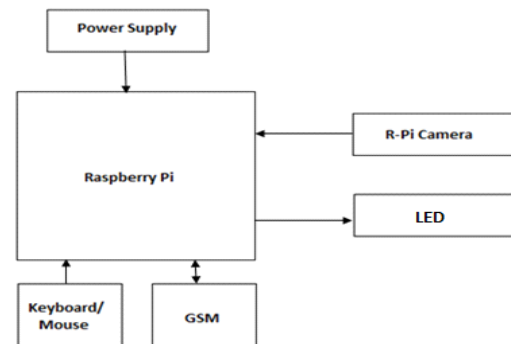 Power Supply
Raspberry Pi
R-Pi Camera
LED
Keyboard/
Mouse
GSM